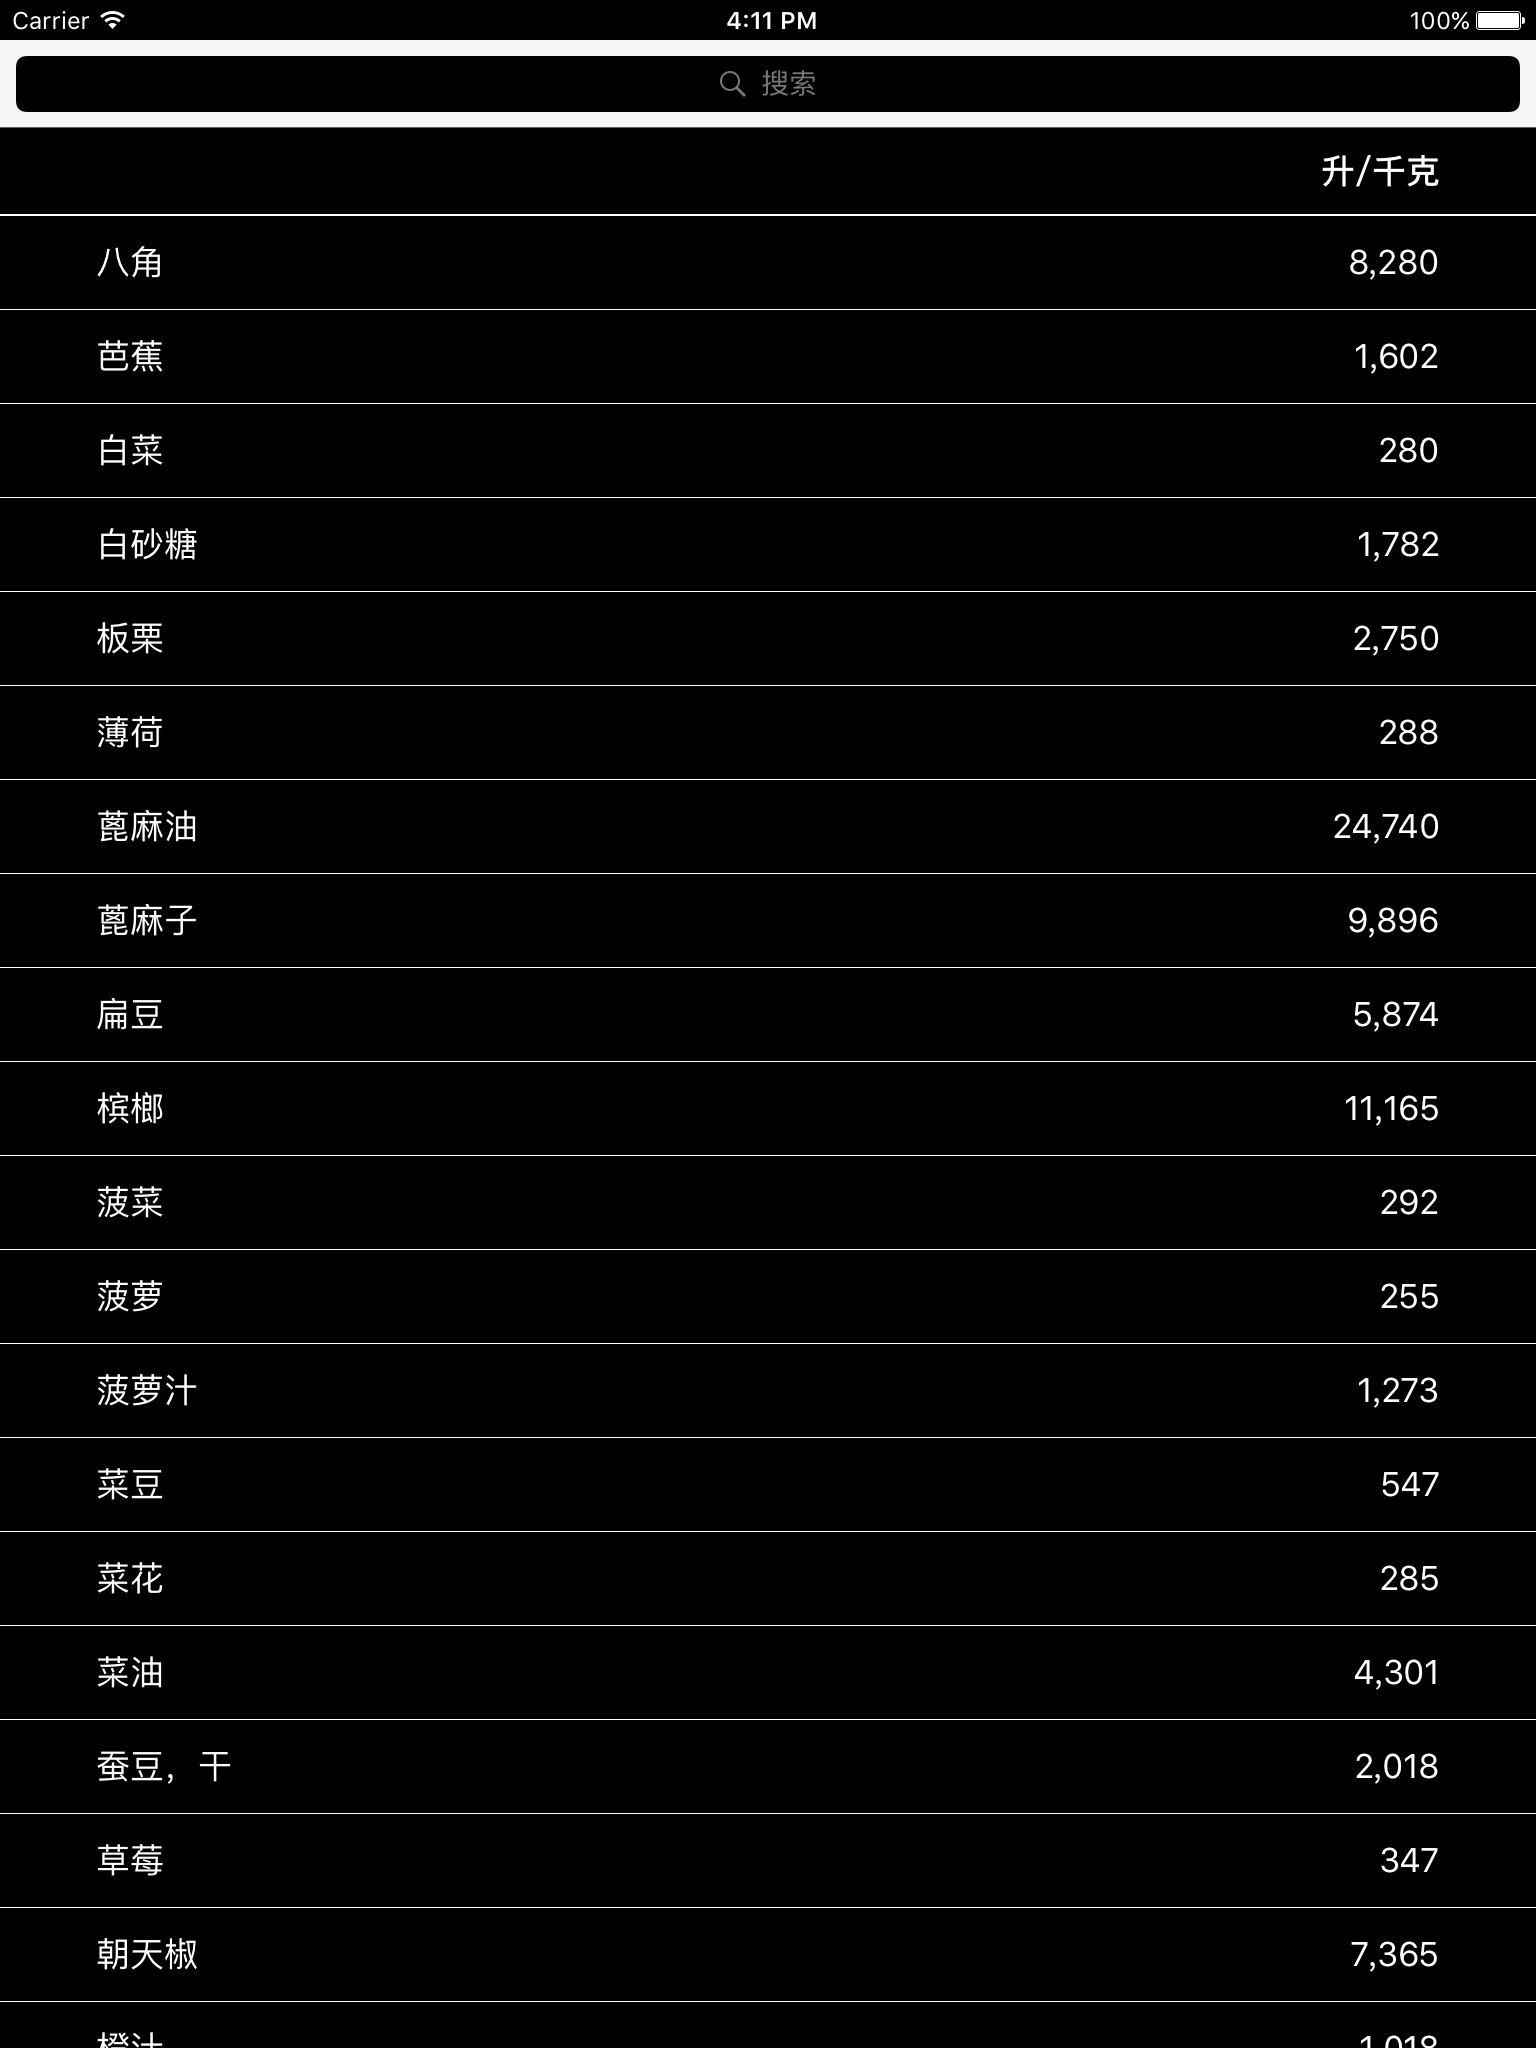 Carrier 4:11 PM 100%
搜索
升/千克
八角 8,280
芭蕉 1,602
白菜 280
白砂糖 1,782
板栗 2,750
薄荷 288
蓖麻油 24,740
蓖麻子 9,896
扁豆 5,874
槟榔 11,165
菠菜 292
菠萝 255
菠萝汁 1,273
菜豆 547
菜花 285
菜油 4,301
蚕豆，干 2,018
草莓 347
朝天椒 7,365
橙汁 1,018